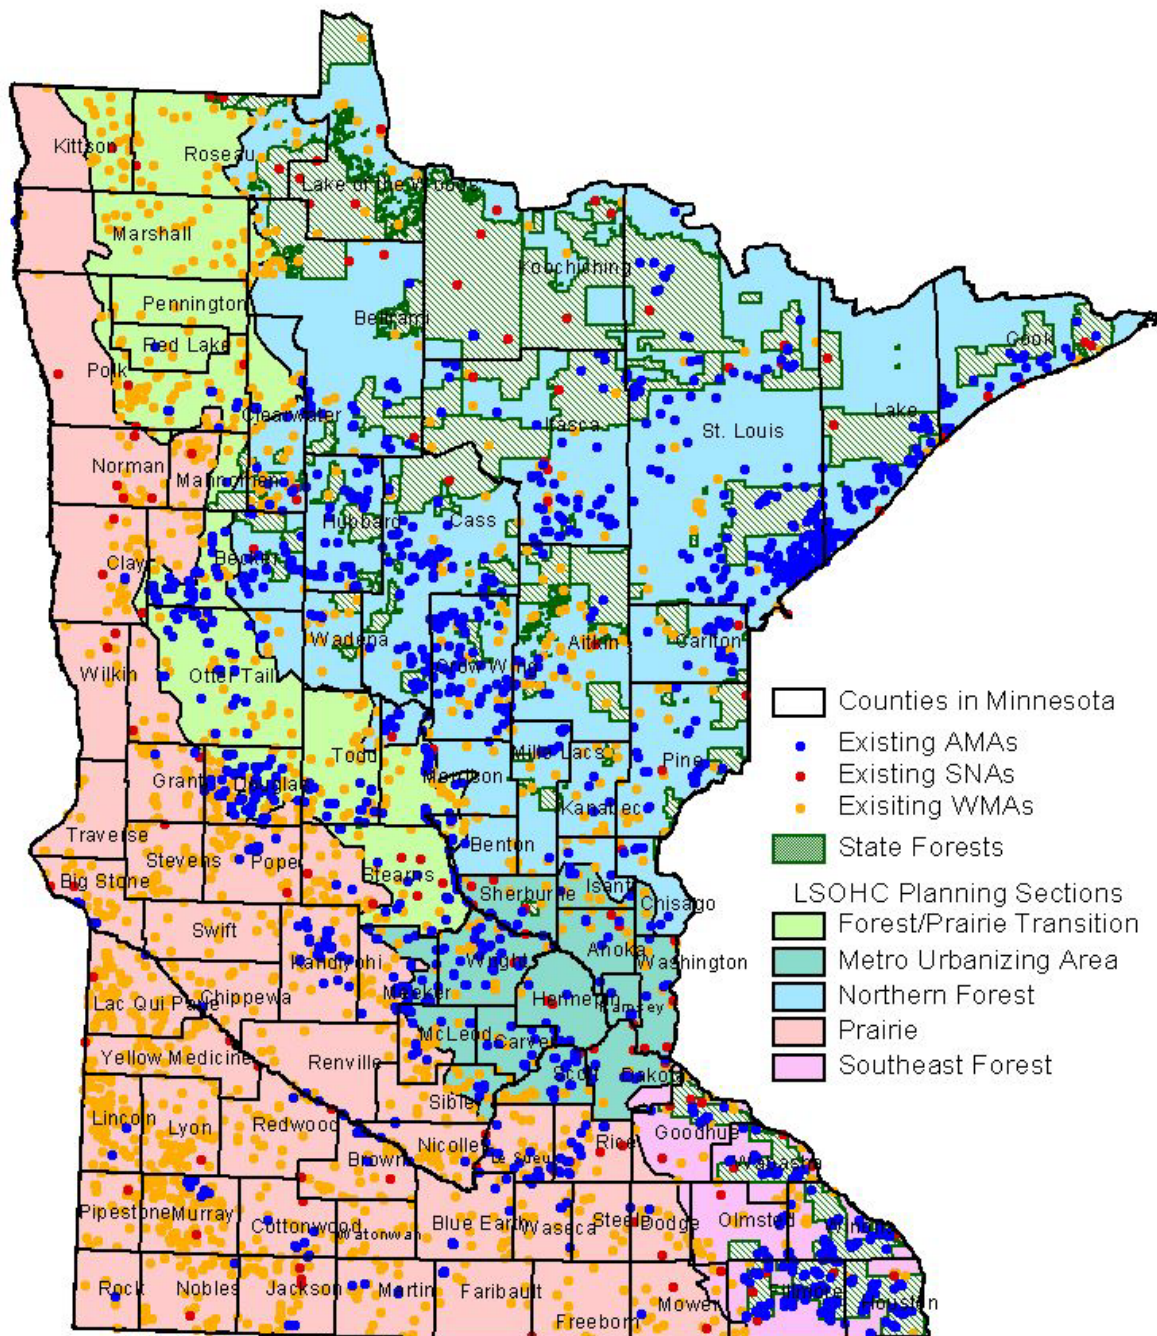 Kittson
Roseau
Lake of the Woods
Marshall
Koochiching
Pennington
Beltrami
Red Lake
Cook
Polk
Clearwater
Lake
Itasca
St. Louis
Norman
Mahnomen
Hubbard
Cass
Clay
Becker
Wadena
Aitkin
Carlton
Crow Wing
Wilkin
Otter Tail
Counties in Minnesota
Existing AMAs
Todd
Mille Lacs
Pine
Grant
Douglas
Morrison
Existing SNAs
Kanabec
Exisiting WMAs
Traverse
Stevens
Pope
Benton
State Forests
Big Stone
Stearns
Sherburne
Isanti
Chisago
LSOHC Planning Sections
Forest/Prairie Transition
Swift
Anoka
Kandiyohi
Wright
Washington
Metro Urbanizing Area
Lac Qui Parle
Chippewa
Meeker
Hennepin
Ramsey
Northern Forest
McLeod
Carver
Prairie
Yellow Medicine
Renville
Scott
Dakota
Southeast Forest
Sibley
Lincoln
Lyon
Redwood
Nicollet
Rice
Goodhue
Brown
Le Sueur
Wabasha
Pipestone
Murray
Cottonwood
Watonwan
Blue Earth
Waseca
Steele
Dodge
Olmsted
Winona
Rock
Nobles
Jackson
Martin
Faribault
Freeborn
Mower
Fillmore
Houston